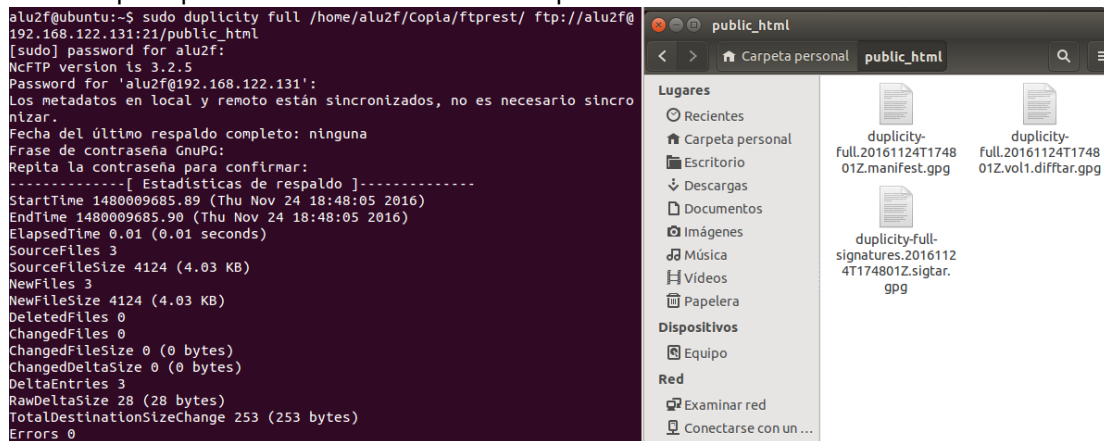 alu2f@ubuntu:~$ sudo duplicity full /home/alu2f/Copia/ftprest/ ftp://alu2f@
192.168.122.131:21/public_html
[sudo] password for alu2f:
NcFTP version is 3.2.5
Password for 'alu2f@192.168.122.131':
Los metadatos en local y remoto están sincronizados, no es necesario sincro
nizar.
Fecha del último respaldo completo: ninguna
Frase de contraseña GnuPG:
Repita la contraseña para confirmar:
--------------[ Estadísticas de respaldo ]--------------
StartTime 1480009685.89 (Thu Nov 24 18:48:05 2016)
EndTime 1480009685.90 (Thu Nov 24 18:48:05 2016)
ElapsedTime 0.01 (0.01 seconds)
SourceFiles 3
SourceFileSize 4124 (4.03 KB)
NewFiles 3
NewFileSize 4124 (4.03 KB)
DeletedFiles 0
ChangedFiles 0
ChangedFileSize 0 (0 bytes)
ChangedDeltaSize 0 (0 bytes)
DeltaEntries 3
RawDeltaSize 28 (28 bytes)
TotalDestinationSizeChange 253 (253 bytes)
Errors 0
public_html
Carpeta personal public_html
Lugares
Recientes
Carpeta personal
Escritorio
Descargas
Documentos
Imágenes
Música
Vídeos
Papelera
Dispositivos
Equipo
Red
Examinar red
Conectarse con un ...
duplicity-
full.20161124T1748
01Z.manifest.gpg
duplicity-
full.20161124T1748
01Z.vol1.difftar.gpg
duplicity-full-
signatures.2016112
4T174801Z.sigtar.
gpg